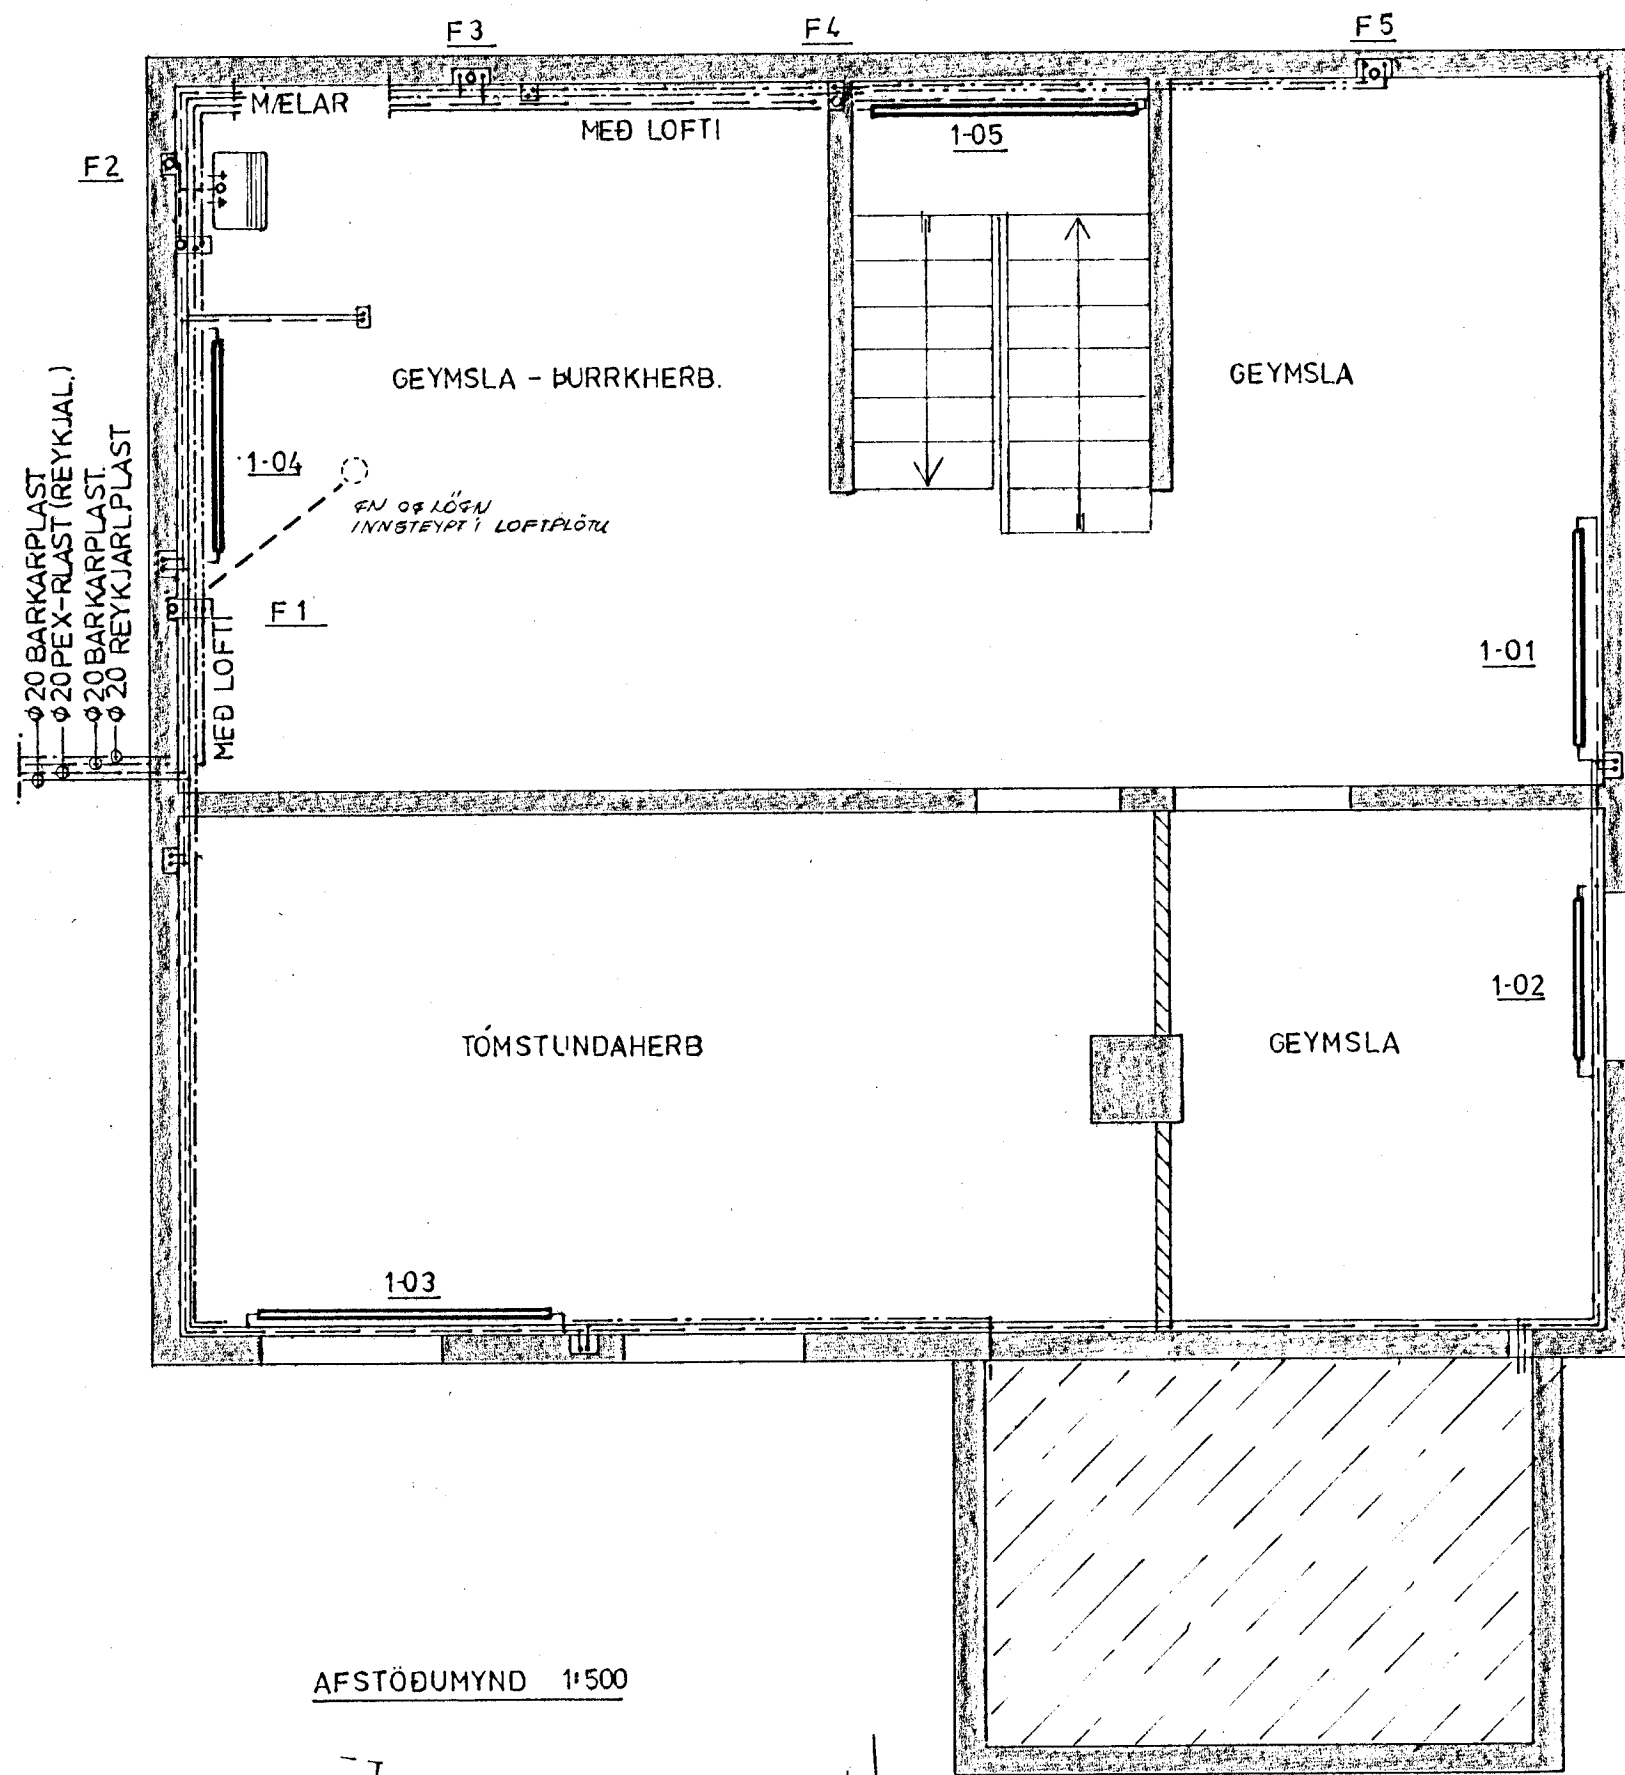 F3
F4
F5
MÆLAR
MEÐ LOFTI
1-05
F2
GEYMSLA - ÞURRKHERB.
GEYMSLA
1-04
INNSTEYPT Í LOFTPLÖTU
F1
MEÐ LOFTI
1-01
ϕ20 BARKARPLAST
ϕ20 PEX-PLAST (REYKJAL.)
ϕ20 BARKARPLAST.
ϕ20 REYKJARLPLAST
1-02
TÓMSTUNDAHERB
GEYMSLA
1-03
AFSTÖÐUMYND 1:500